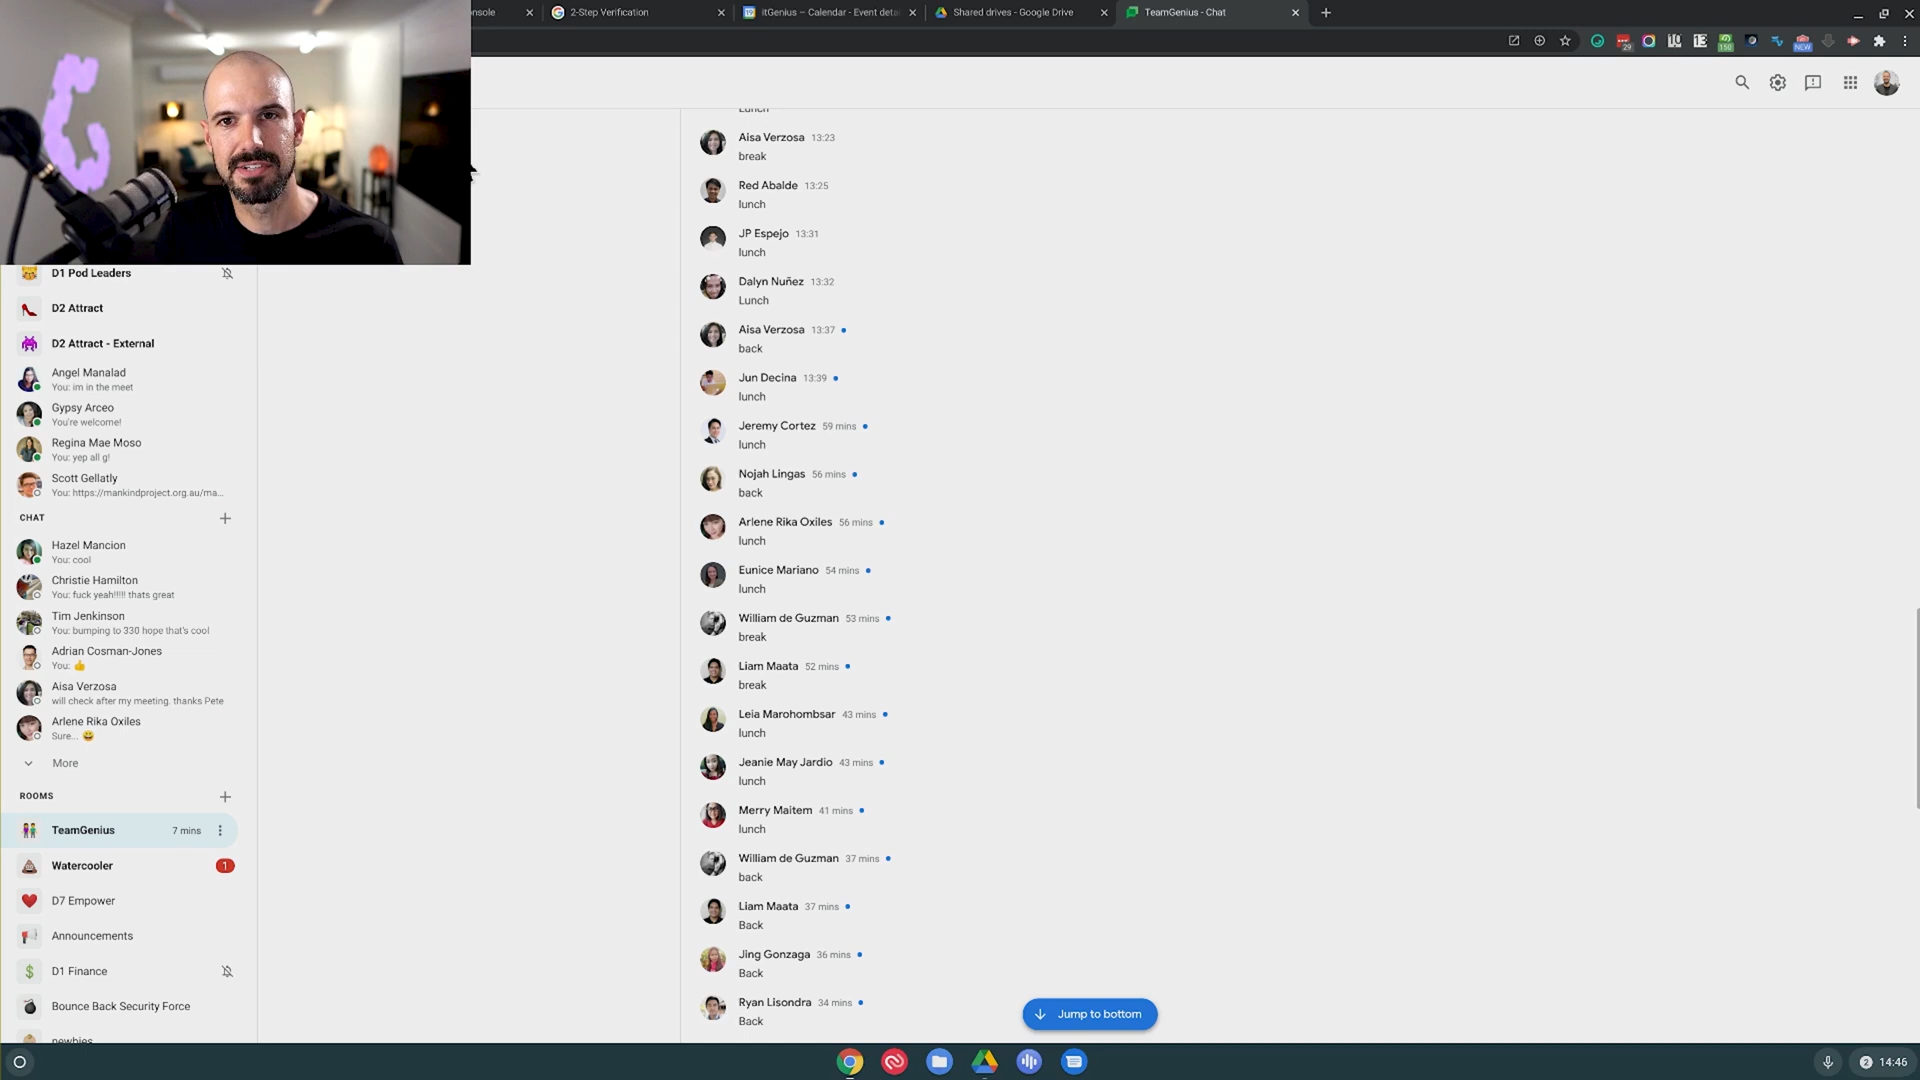 nsole
2-Step Verification
itGenius – Calendar - Event deta
Shared drives - Google Drive
TeamGenius - Chat
29
150
NEW
D1 Pod Leaders
D2 Attract
D2 Attract - External
Angel Manalad
You: im in the meet
Gypsy Arceo
You're welcome!
Regina Mae Moso
You: yep all g!
Scott Gellatly
You: https://mankindproject.org.au/ma...
CHAT
Hazel Mancion
You: cool
Christie Hamilton
You: fuck yeah!!!!! thats great
Tim Jenkinson
You: bumping to 330 hope that's cool
Adrian Cosman-Jones
You: 👍
Aisa Verzosa
will check after my meeting. thanks Pete
Arlene Rika Oxiles
Sure... 😀
More
ROOMS
TeamGenius 7 mins
Watercooler 1
D7 Empower
Announcements
D1 Finance
Bounce Back Security Force
newbies
Lunch
Aisa Verzosa 13:23
break
Red Abalde 13:25
lunch
JP Espejo 13:31
lunch
Dalyn Nuñez 13:32
Lunch
Aisa Verzosa 13:37
back
Jun Decina 13:39
lunch
Jeremy Cortez 59 mins
lunch
Nojah Lingas 56 mins
back
Arlene Rika Oxiles 56 mins
lunch
Eunice Mariano 54 mins
lunch
William de Guzman 53 mins
break
Liam Maata 52 mins
break
Leia Marohombsar 43 mins
lunch
Jeanie May Jardio 43 mins
lunch
Merry Maitem 41 mins
lunch
William de Guzman 37 mins
back
Liam Maata 37 mins
Back
Jing Gonzaga 36 mins
Back
Ryan Lisondra 34 mins
Back
Jump to bottom
2 14:46